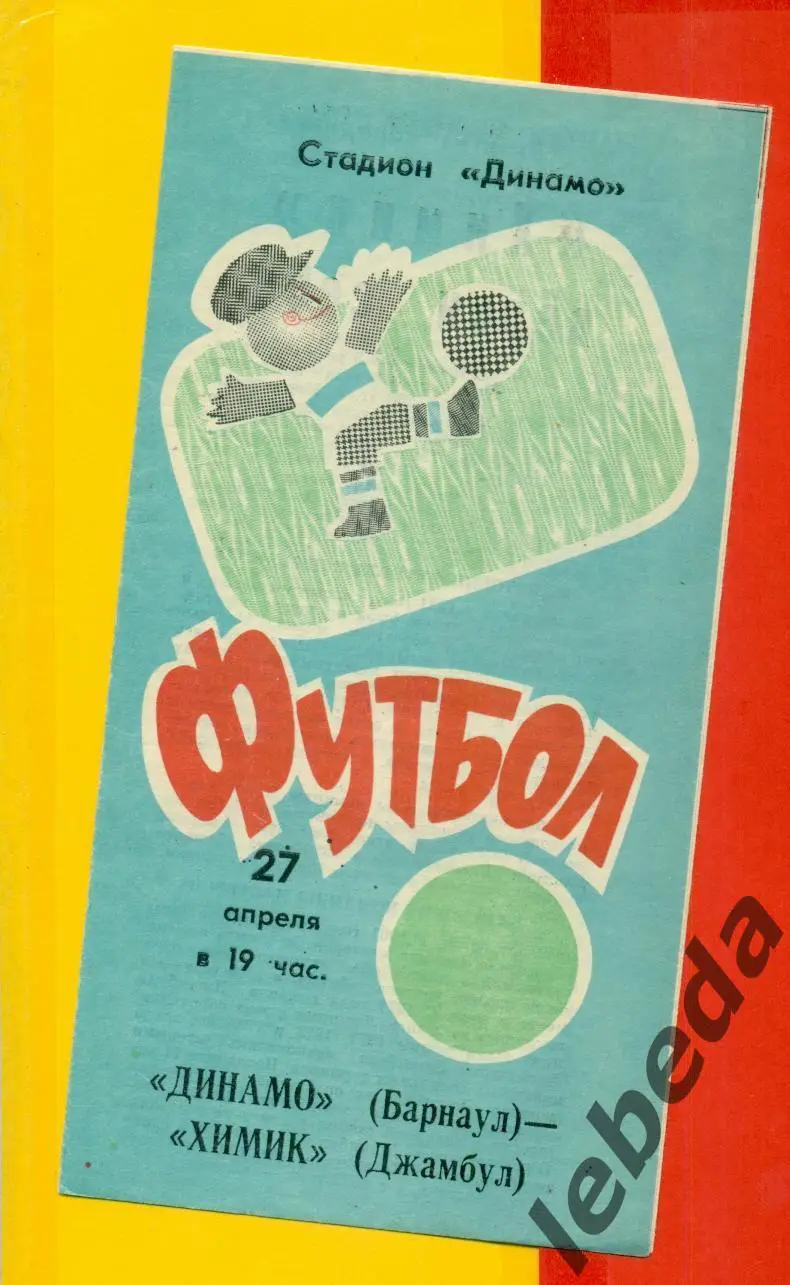 Стадион «Динамо»
ФУТБОЛ
27
апреля
в 19 час.
«ДИНАМО» (Барнаул)—
«ХИМИК» (Джамбул)
lebeda